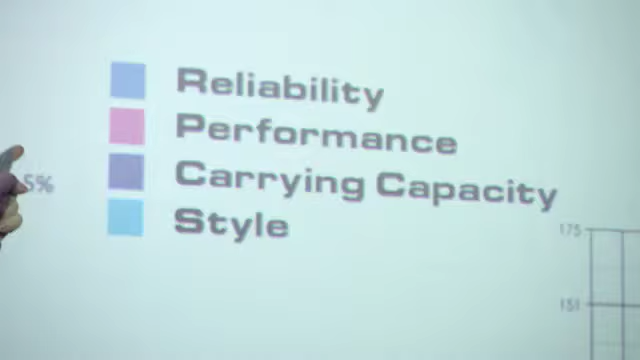 Reliability
Performance
Carrying Capacity
Style
5%
175
151